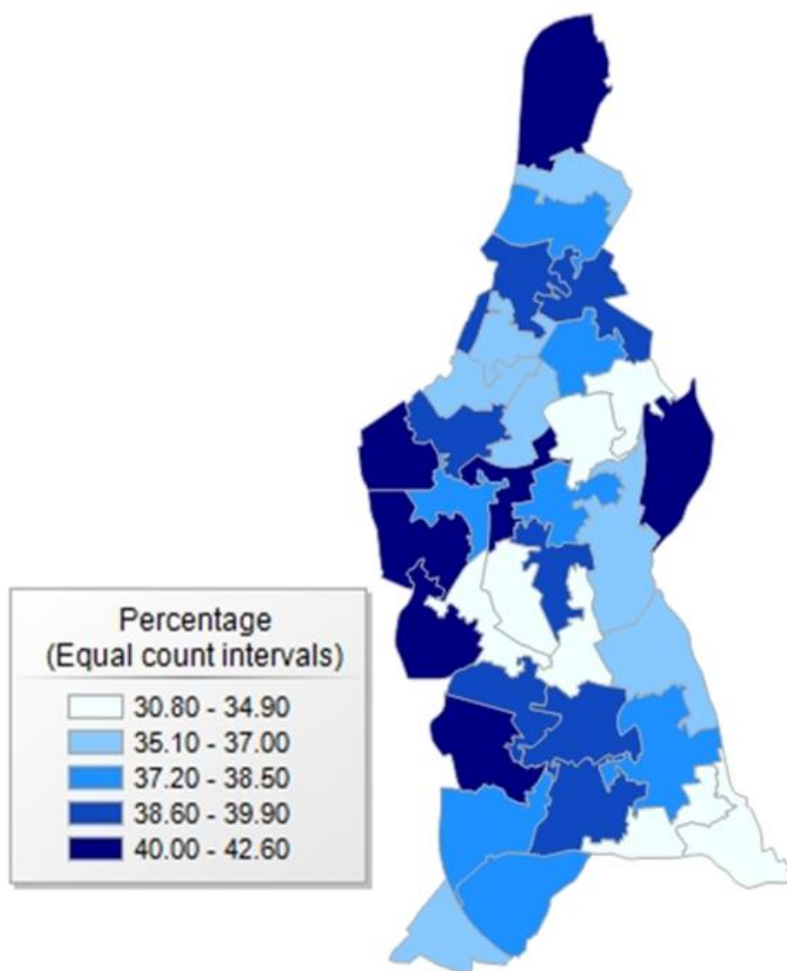 Percentage
(Equal count intervals)
30.80 - 34.90
35.10 - 37.00
37.20 - 38.50
38.60 - 39.90
40.00 - 42.60